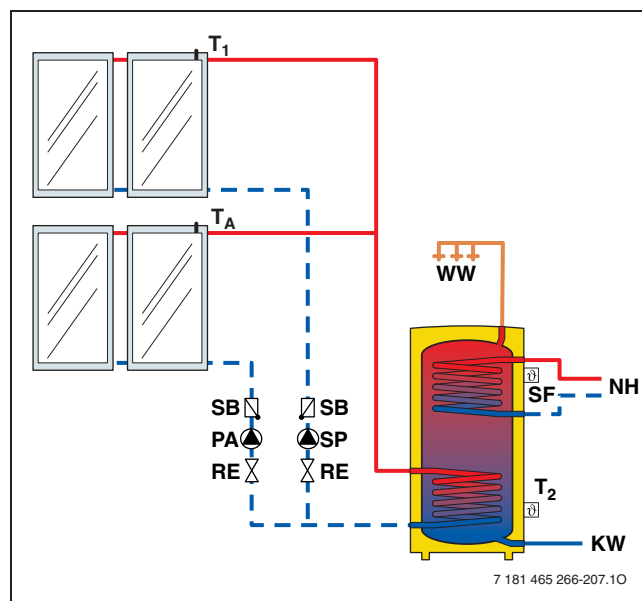 T1
TA
WW
ϑ
SF
NH
SB SB
PA SP
RE RE
T2
ϑ
KW
7 181 465 266-207.1O